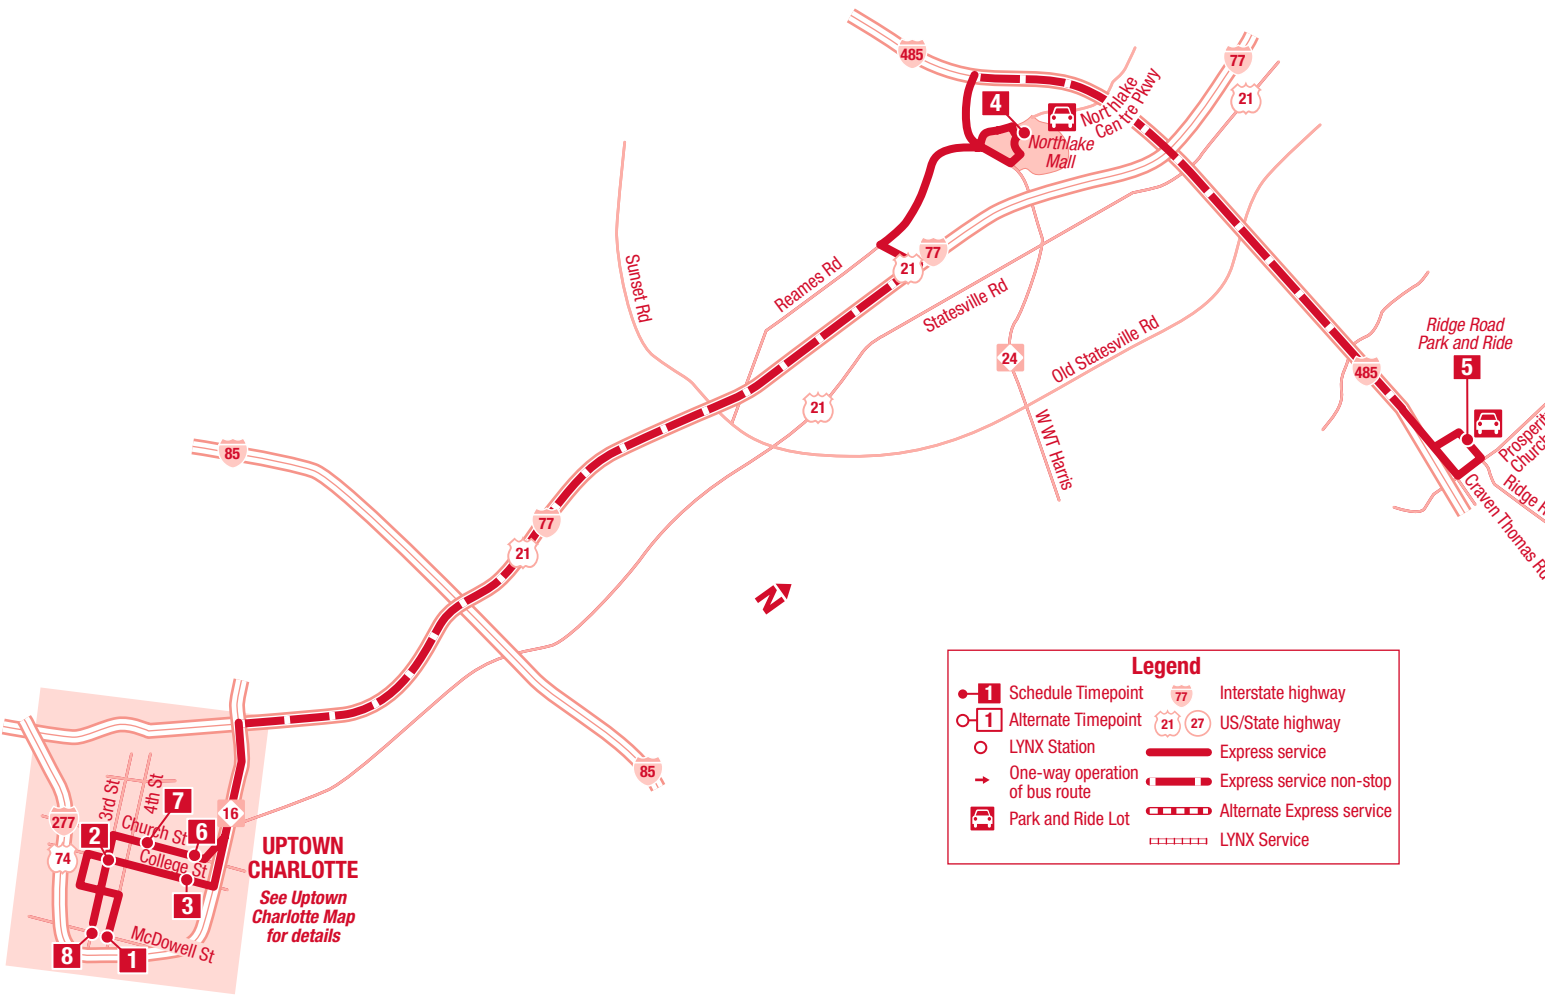 485
77
21
4
Northlake
Centre Pkwy
Northlake
Mall
77
21
Reames Rd
Sunset Rd
Statesville Rd
24
Old Statesville Rd
21
W WT Harris
485
Ridge Road
Park and Ride
5
Craven Thomas Rd
85
77
21
N
85
16
277
74
3rd St
4th St
7
Church St
6
2
College St
3
8
1
McDowell St
UPTOWN
CHARLOTTE
See Uptown
Charlotte Map
for details
Legend
1 Schedule Timepoint
1 Alternate Timepoint
LYNX Station
One-way operation
of bus route
Park and Ride Lot
77 Interstate highway
21 27 US/State highway
Express service
Express service non-stop
Alternate Express service
LYNX Service
Church
Ridge